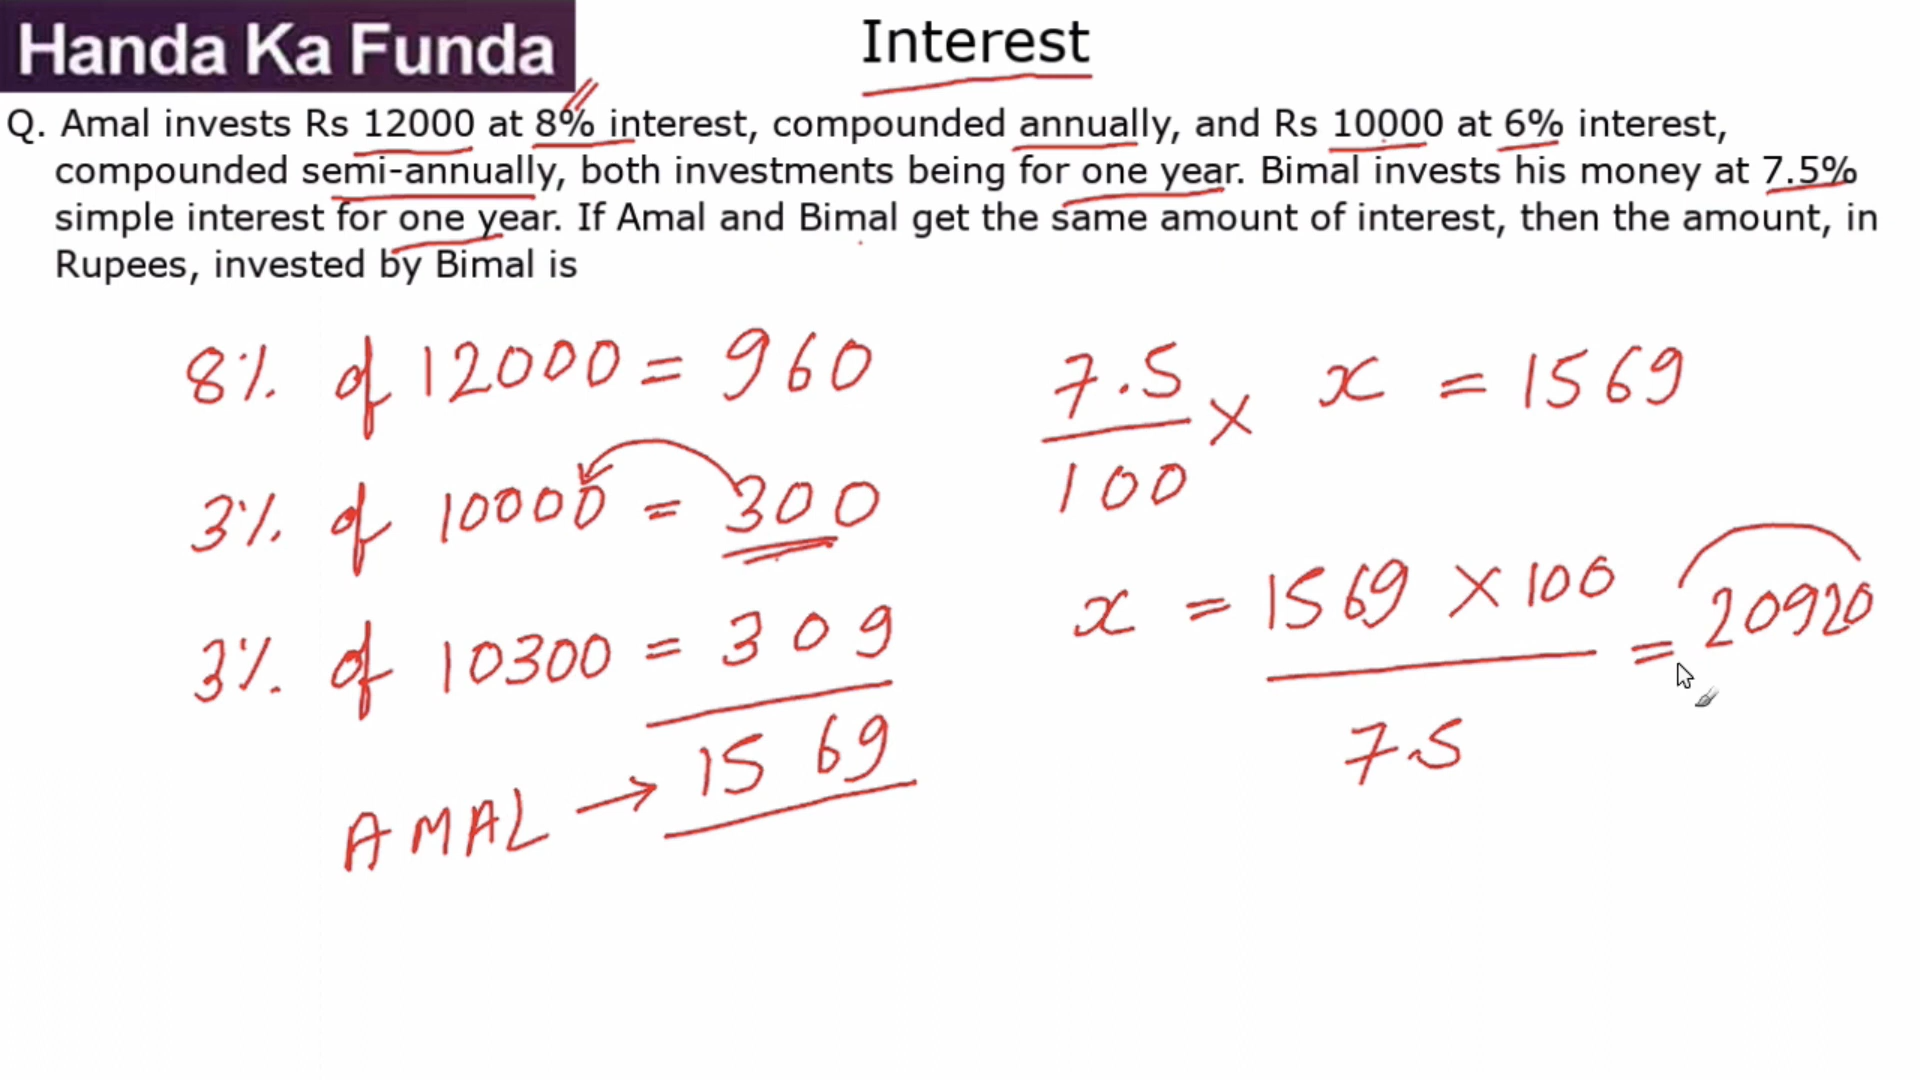 Handa Ka Funda
Interest
Q. Amal invests Rs 12000 at 8% interest, compounded annually, and Rs 10000 at 6% interest,
compounded semi-annually, both investments being for one year. Bimal invests his money at 7.5%
simple interest for one year. If Amal and Bimal get the same amount of interest, then the amount, in
Rupees, invested by Bimal is
8% of 12000 = 960
3% of 10000 = 300
3% of 10300 = 309
AMAL → 1569
7.5
100
× x = 1569
x = 1569 × 100
7.5
= 20920